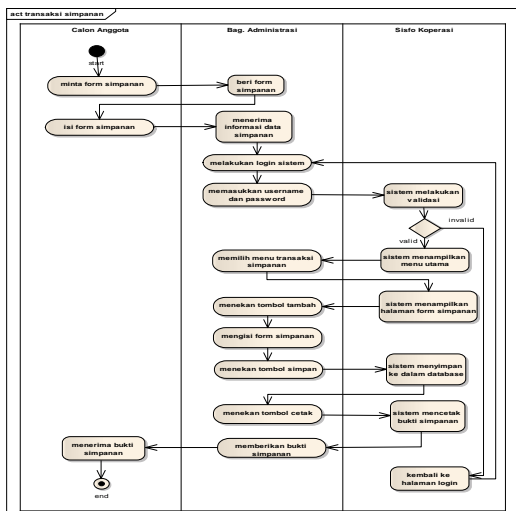 act transaksi simpanan
Calon Anggota
Bag. Administrasi
Sisfo Koperasi
start
minta form simpanan
beri form
simpanan
isi form simpanan
menerima
informasi data
simpanan
melakukan login sistem
memasukkan username
dan password
sistem melakukan
validasi
invalid
valid
memilih menu transaksi
simpanan
sistem menampilkan
menu utama
menekan tombol tambah
sistem menampilkan
halaman form simpanan
mengisi form simpanan
menekan tombol simpan
sistem menyimpan
ke dalam database
menekan tombol cetak
sistem mencetak
bukti simpanan
menerima bukti
simpanan
memberikan bukti
simpanan
kembali ke
halaman login
end